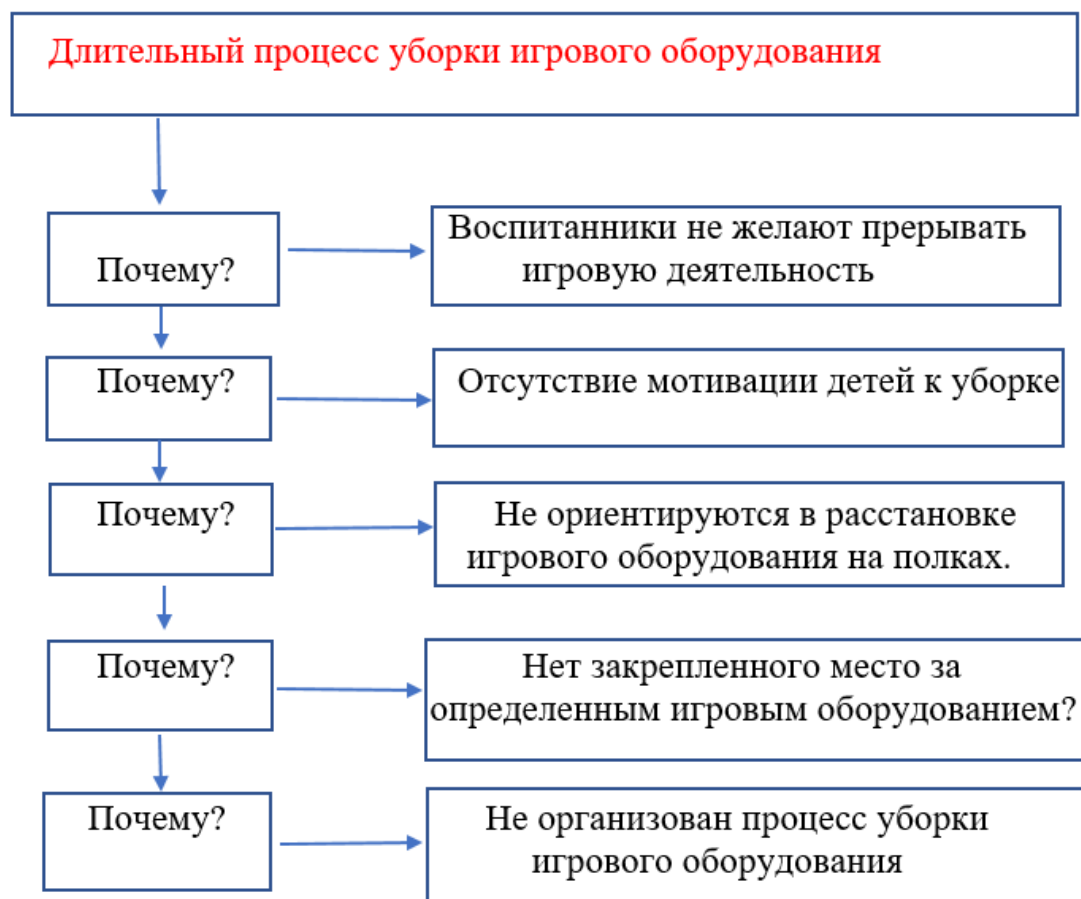 Длительный процесс уборки игрового оборудования
Почему?
Воспитанники не желают прерывать
игровую деятельность
Почему?
Отсутствие мотивации детей к уборке
Почему?
Не ориентируются в расстановке
игрового оборудования на полках.
Почему?
Нет закрепленного место за
определенным игровым оборудованием?
Почему?
Не организован процесс уборки
игрового оборудования